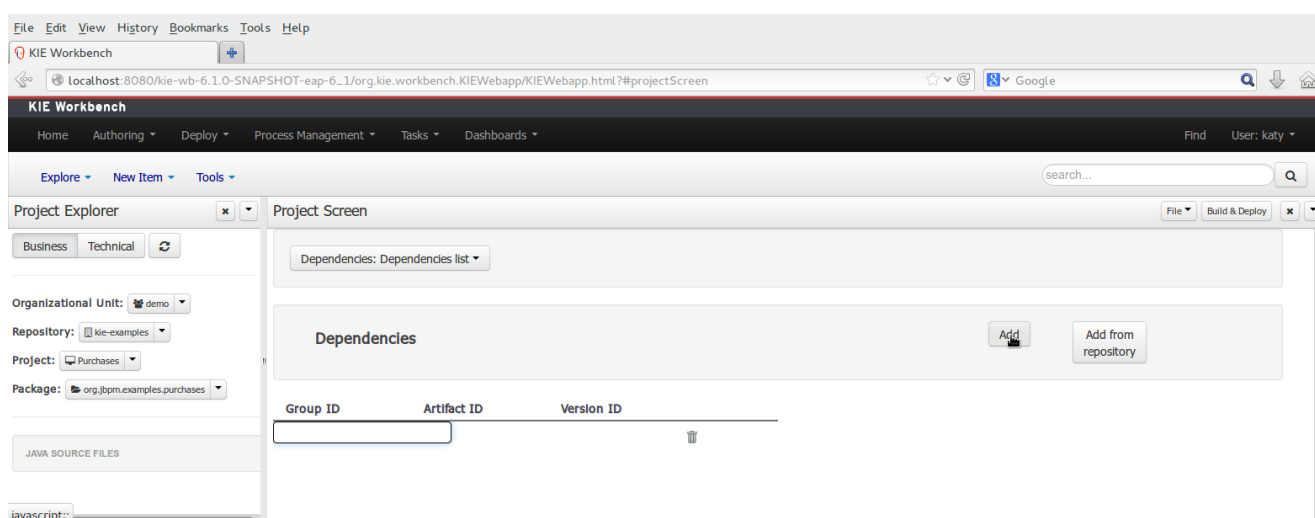 File Edit View History Bookmarks Tools Help
KIE Workbench
localhost:8080/kie-wb-6.1.0-SNAPSHOT-eap-6_1/org.kie.workbench.KIEWebapp/KIEWebapp.html?#projectScreen
8 Google
KIE Workbench
Home Authoring Deploy Process Management Tasks Dashboards Find User: katy
Explore New Item Tools search...
Project Explorer Project Screen File Build & Deploy
Business Technical
Dependencies: Dependencies list
Organizational Unit: demo
Repository: kie-examples
Project: Purchases
Package: org.jbpm.examples.purchases
Dependencies Add Add from
repository
Group ID Artifact ID Version ID
JAVA SOURCE FILES
javascript:;